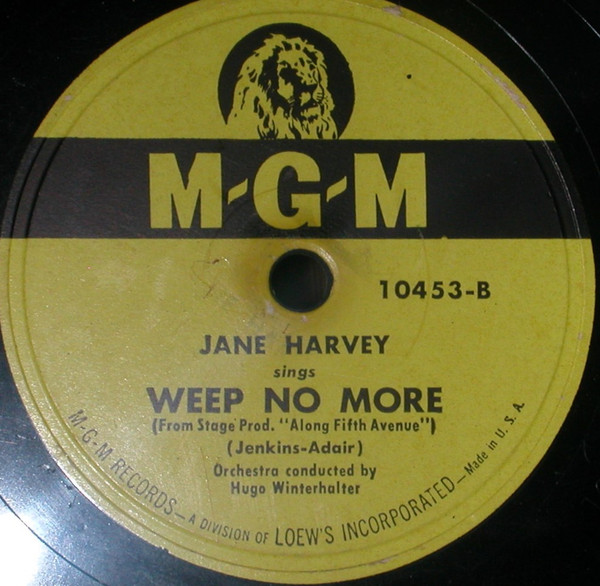 M-G-M
10453-B
JANE HARVEY
sings
WEEP NO MORE
(From Stage Prod. "Along Fifth Avenue")
(Jenkins-Adair)
Orchestra conducted by
Hugo Winterhalter
M-G-M RECORDS—A DIVISION OF LOEW'S INCORPORATED—Made in U. S. A.